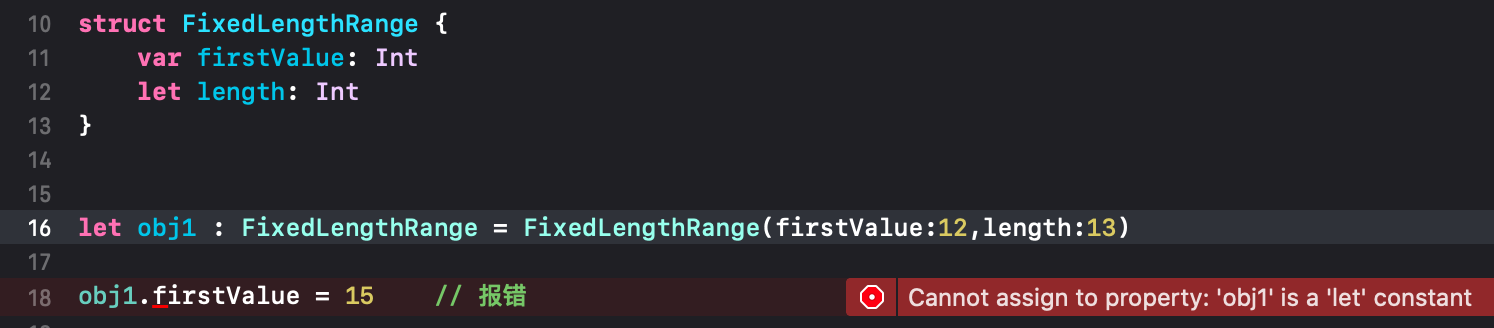 10 struct FixedLengthRange {
11 var firstValue: Int
12 let length: Int
13 }
14
15
16 let obj1 : FixedLengthRange = FixedLengthRange(firstValue:12,length:13)
17
18 obj1.firstValue = 15 // 报错 Cannot assign to property: 'obj1' is a 'let' constant